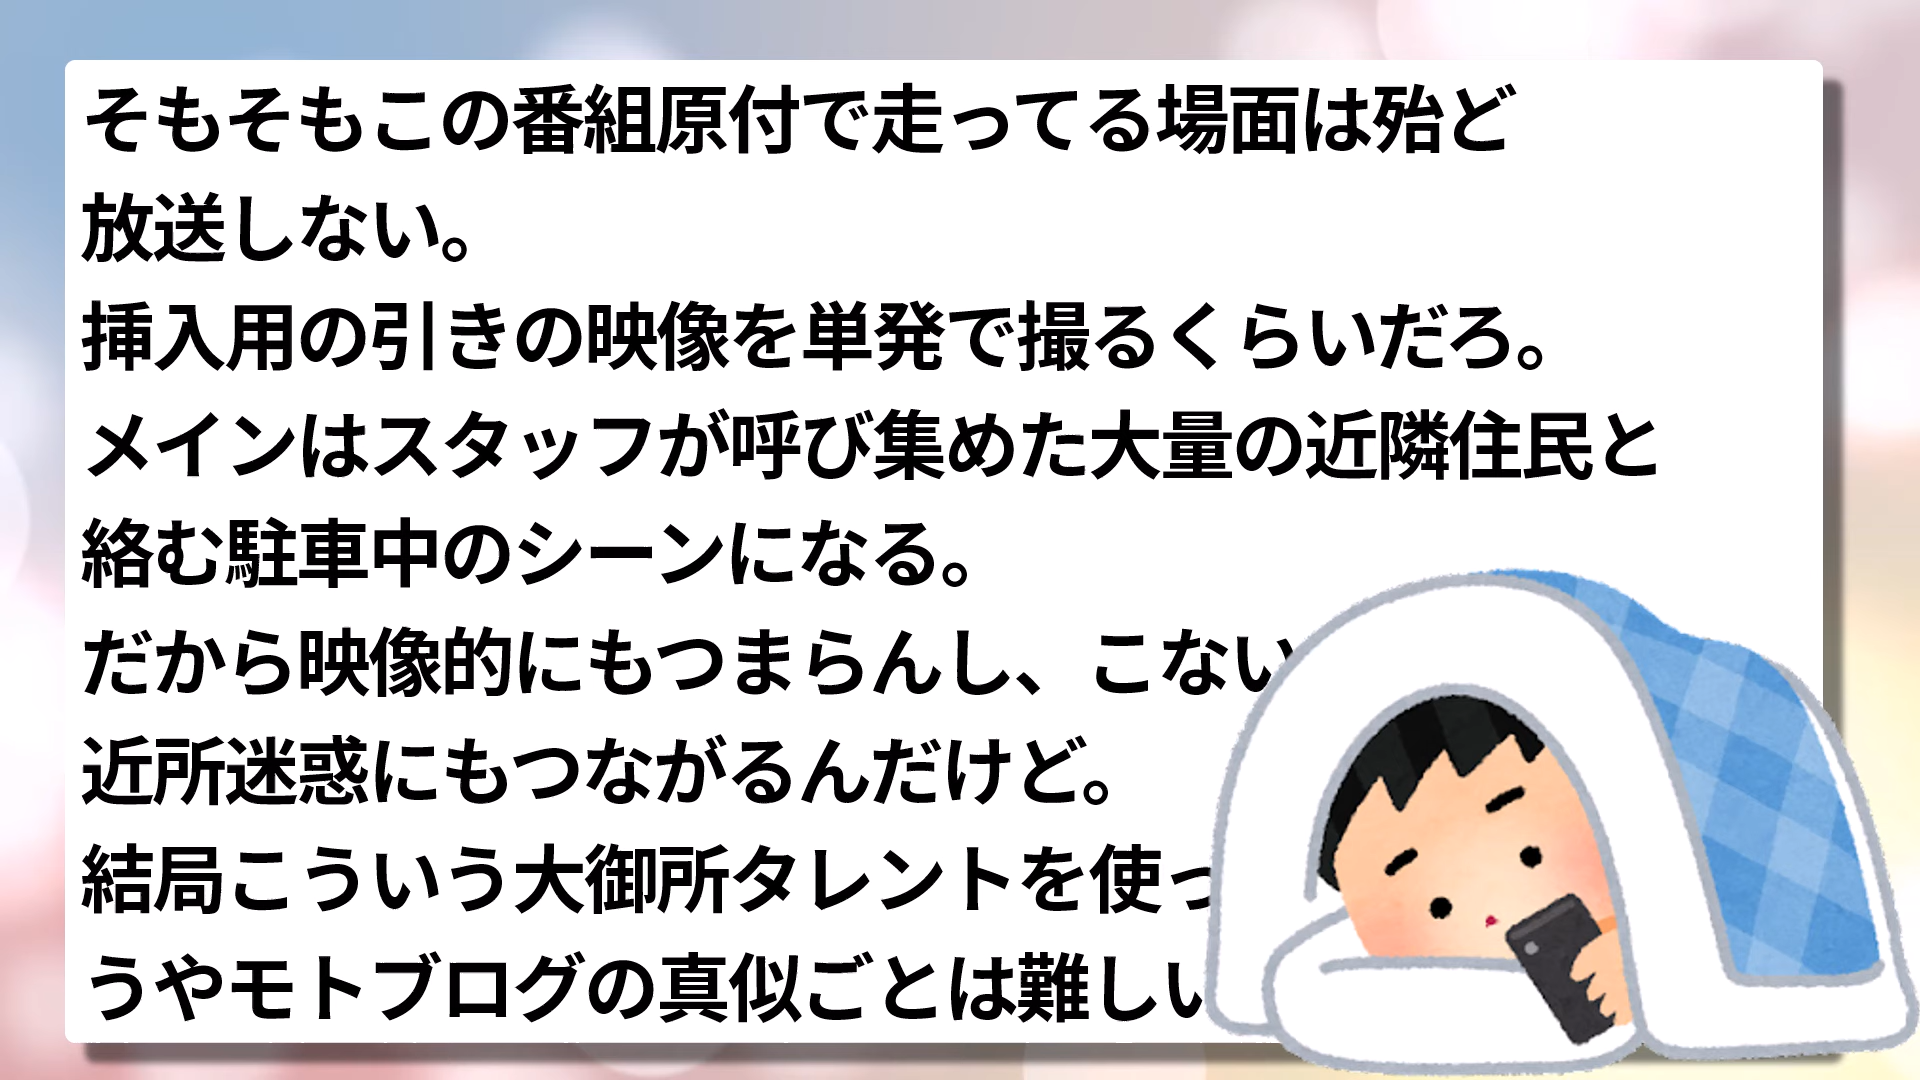 そもそもこの番組原付で走ってる場面は殆ど
放送しない。
挿入用の引きの映像を単発で撮るくらいだろ。
メインはスタッフが呼び集めた大量の近隣住民と
絡む駐車中のシーンになる。
だから映像的にもつまらんし、こない
近所迷惑にもつながるんだけど。
結局こういう大御所タレントを使っ
うやモトブログの真似ごとは難しい